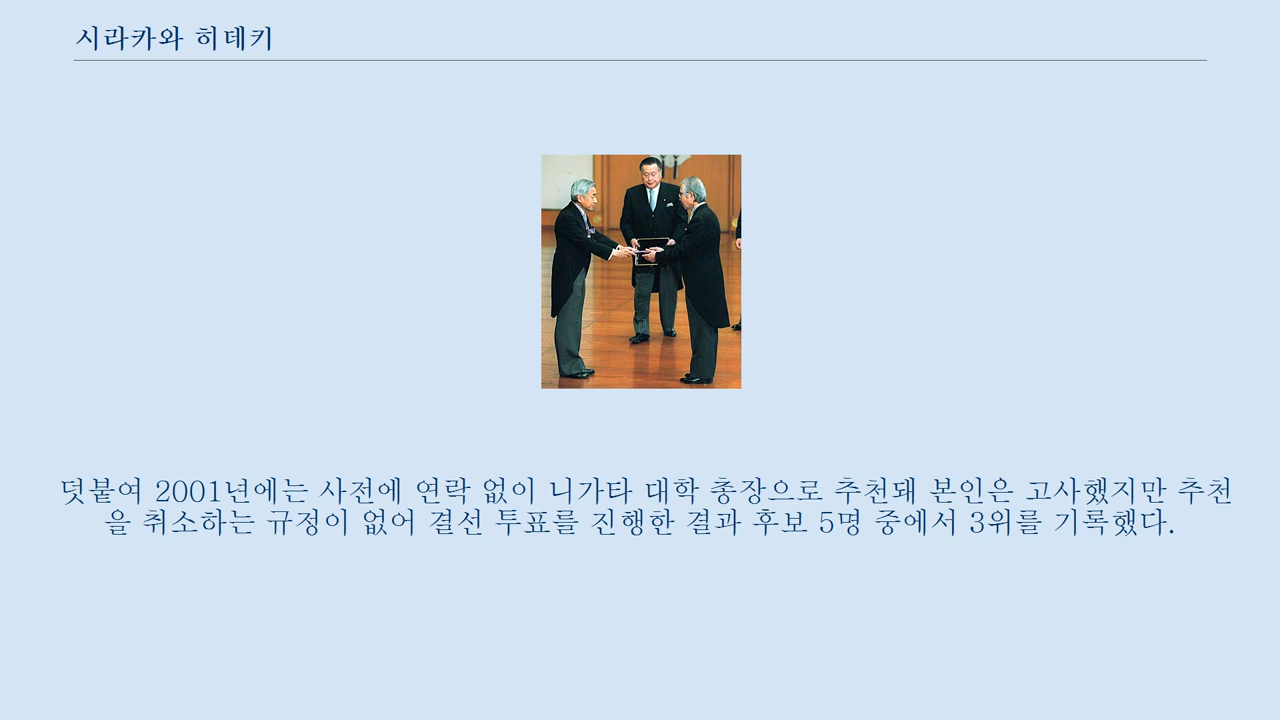 시라카와 히데키
덧붙여 2001년에는 사전에 연락 없이 니가타 대학 총장으로 추천돼 본인은 고사했지만 추천
을 취소하는 규정이 없어 결선 투표를 진행한 결과 후보 5명 중에서 3위를 기록했다.